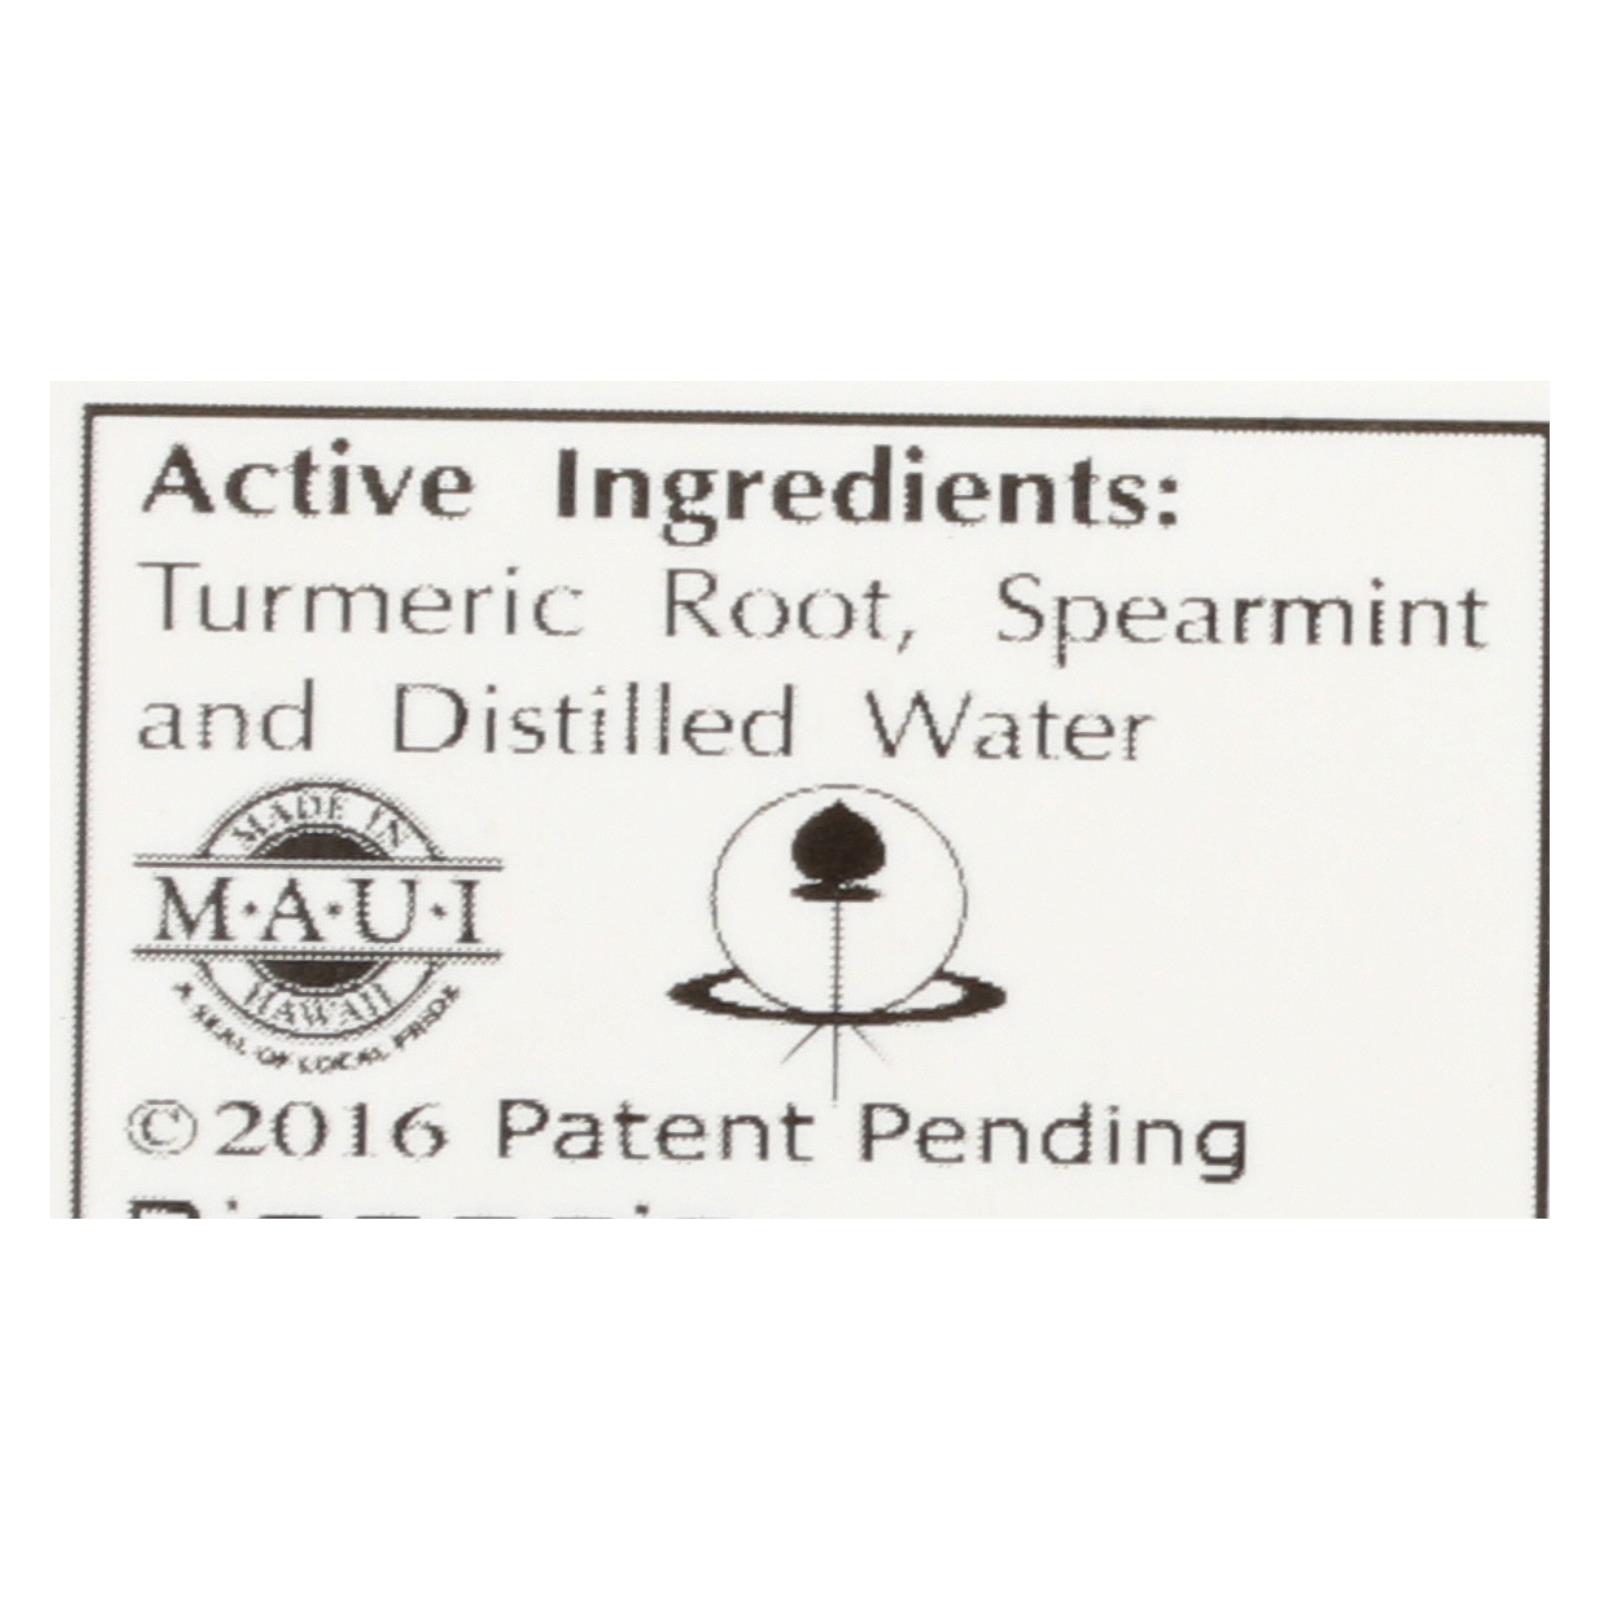 Active Ingredients:
Turmeric Root, Spearmint
and Distilled Water
MADE IN
M·A·U·I
HAWAII
A SEAL OF LOCAL PRIDE
©2016 Patent Pending